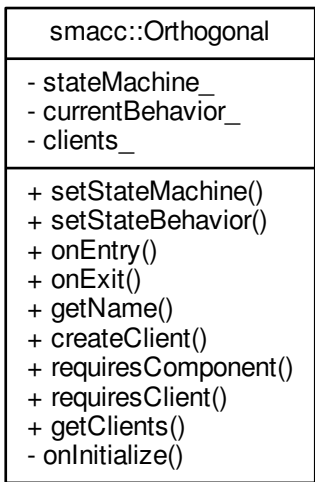 smacc::Orthogonal
- stateMachine_
- currentBehavior_
- clients_
+ setStateMachine()
+ setStateBehavior()
+ onEntry()
+ onExit()
+ getName()
+ createClient()
+ requiresComponent()
+ requiresClient()
+ getClients()
- onInitialize()